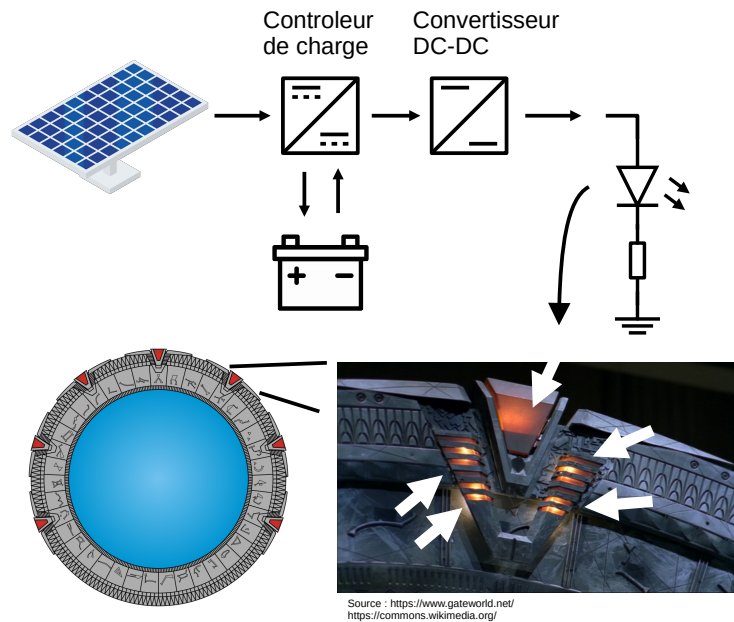 Controleur
de charge
Convertisseur
DC-DC
Source : https://www.gateworld.net/
https://commons.wikimedia.org/